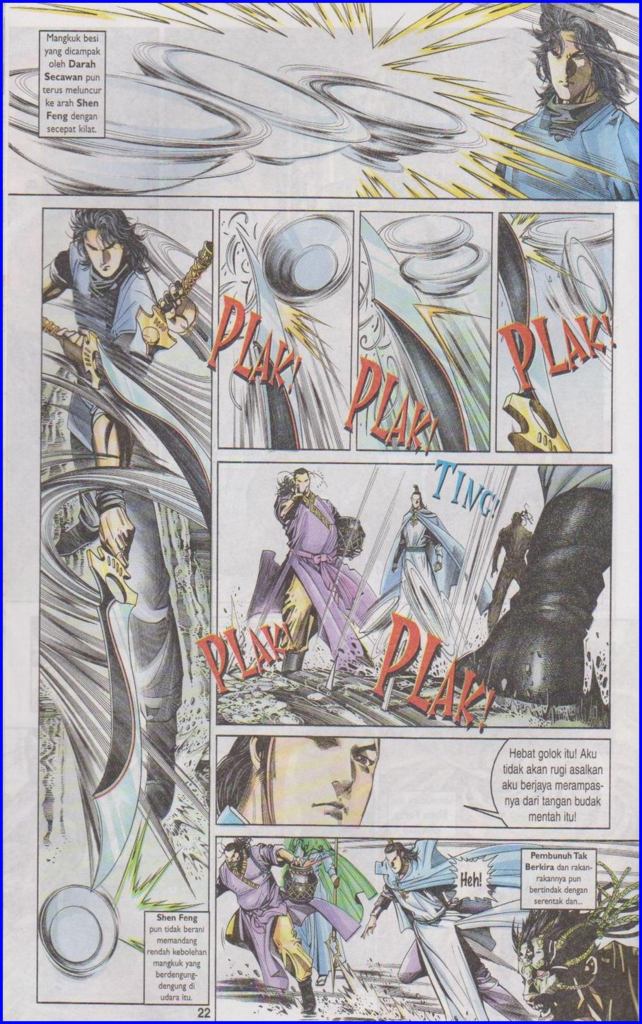 Mangkuk besi
yang dicampak
oleh Darah
Secawan pun
terus meluncur
ke arah Shen
Feng dengan
secepat kilat.
PLAK!
PLAK!
PLAK!
TING!
PLAK!
PLAK!
Hebat golok itu! Aku
tidak akan rugi asalkan
aku berjaya merampas-
nya dari tangan budak
mentah itu!
Shen Feng
pun tidak berani
memandang
rendah kebolehan
mangkuk yang
berdengung-
dengung di
udara itu.
Heh!
Pembunuh Tak
Berkira dan rakan-
rakannya pun
bertindak dengan
serentak dan...
22